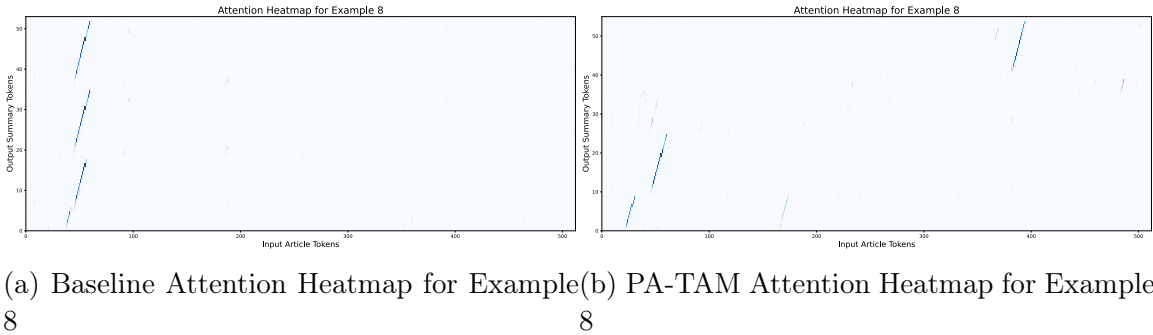 Attention Heatmap for Example 8
Output Summary Tokens
50
40
30
20
10
0
0 100 200 300 400 500
Input Article Tokens
Attention Heatmap for Example 8
Output Summary Tokens
50
40
30
20
10
0
0 100 200 300 400 500
Input Article Tokens
(a) Baseline Attention Heatmap for Example
8
(b) PA-TAM Attention Heatmap for Example
8